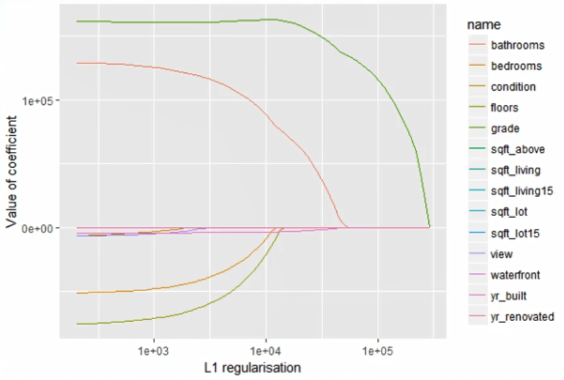 name
bathrooms
bedrooms
condition
floors
grade
sqft_above
sqft_living
sqft_living15
sqft_lot
sqft_lot15
view
waterfront
yr_built
yr_renovated
Value of coefficient
1e+05
0e+00
1e+03 1e+04 1e+05
L1 regularisation